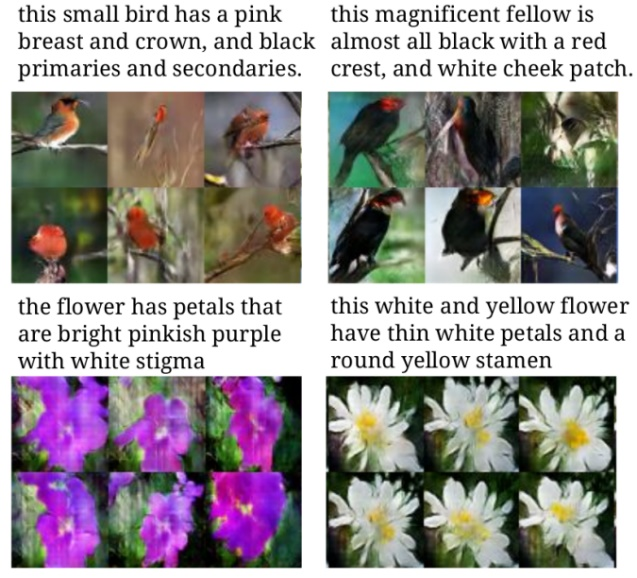 this small bird has a pink
breast and crown, and black
primaries and secondaries.
this magnificent fellow is
almost all black with a red
crest, and white cheek patch.
the flower has petals that
are bright pinkish purple
with white stigma
this white and yellow flower
have thin white petals and a
round yellow stamen